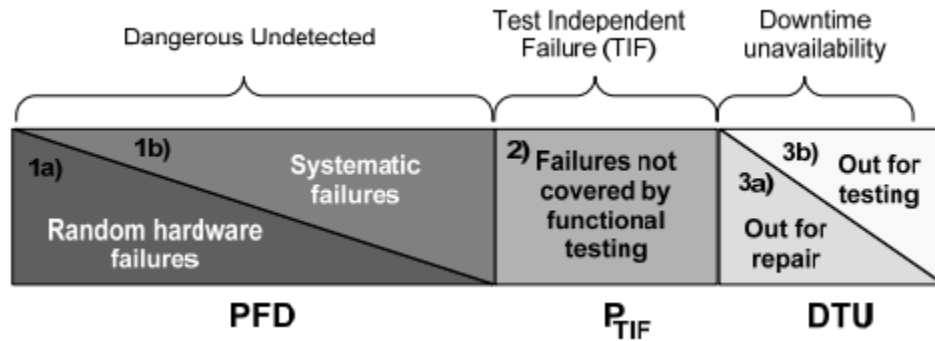 Dangerous Undetected
Test Independent
Failure (TIF)
Downtime
unavailability
1a)
1b)
Systematic
failures
Random hardware
failures
2)
Failures not
covered by
functional
testing
3b)
Out for
testing
3a)
Out for
repair
PFD
PTIF
DTU